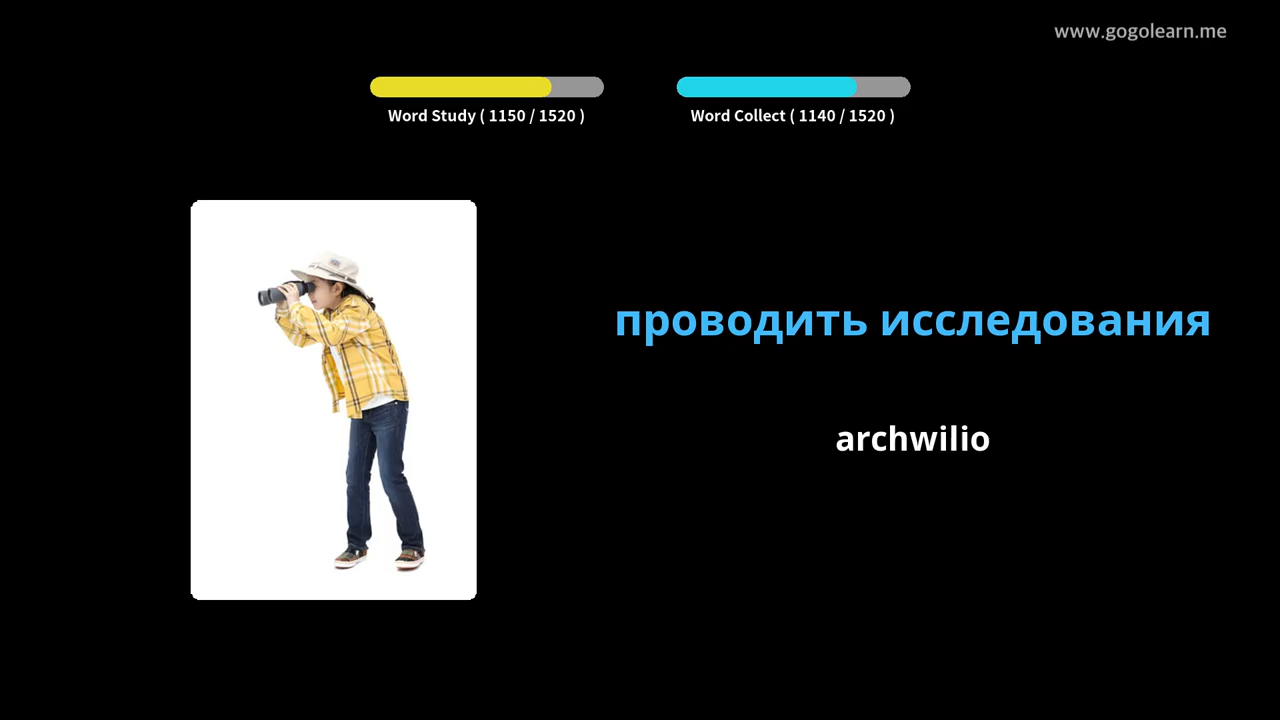 www.gogolearn.me
Word Study ( 1150 / 1520 )
Word Collect ( 1140 / 1520 )
проводить исследования
archwilio